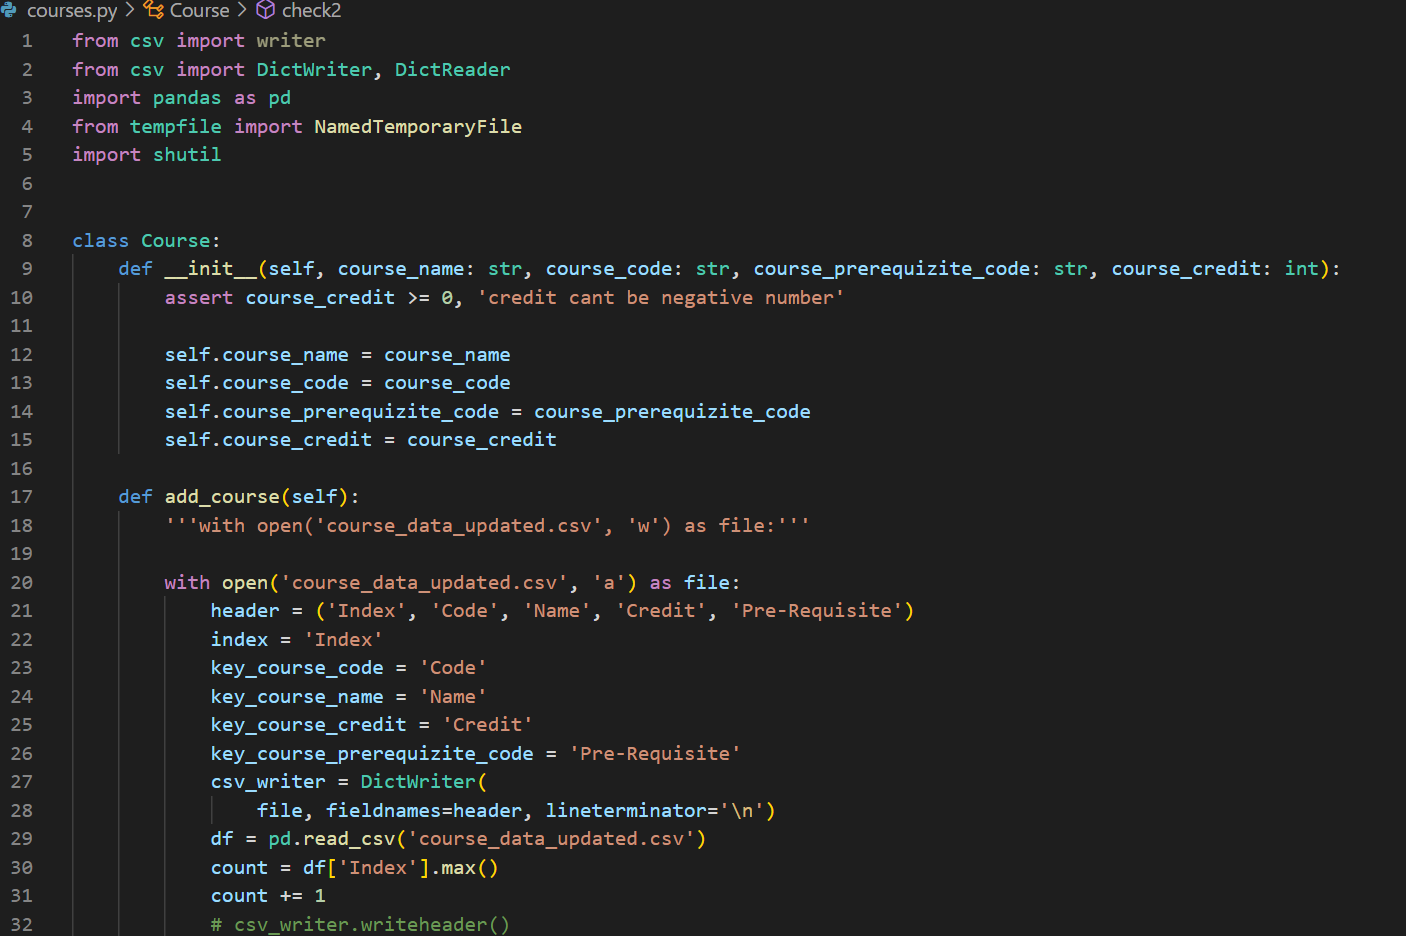 courses.py > Course > check2
1 from csv import writer
2 from csv import DictWriter, DictReader
3 import pandas as pd
4 from tempfile import NamedTemporaryFile
5 import shutil
6
7
8 class Course:
9     def __init__(self, course_name: str, course_code: str, course_prerequizite_code: str, course_credit: int):
10         assert course_credit >= 0, 'credit cant be negative number'
11
12         self.course_name = course_name
13         self.course_code = course_code
14         self.course_prerequizite_code = course_prerequizite_code
15         self.course_credit = course_credit
16
17     def add_course(self):
18         '''with open('course_data_updated.csv', 'w') as file:'''
19
20         with open('course_data_updated.csv', 'a') as file:
21             header = ('Index', 'Code', 'Name', 'Credit', 'Pre-Requisite')
22             index = 'Index'
23             key_course_code = 'Code'
24             key_course_name = 'Name'
25             key_course_credit = 'Credit'
26             key_course_prerequizite_code = 'Pre-Requisite'
27             csv_writer = DictWriter(
28                 file, fieldnames=header, lineterminator='\n')
29             df = pd.read_csv('course_data_updated.csv')
30             count = df['Index'].max()
31             count += 1
32             # csv_writer.writeheader()